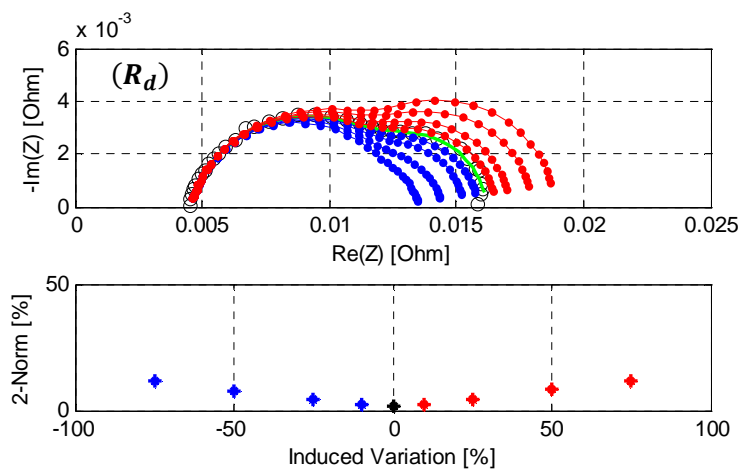 x 10⁻³
6
(R_d)
4
2
0
-Im(Z) [Ohm]
0 0.005 0.01 0.015 0.02 0.025
Re(Z) [Ohm]
50
0
2-Norm [%]
-100 -50 0 50 100
Induced Variation [%]